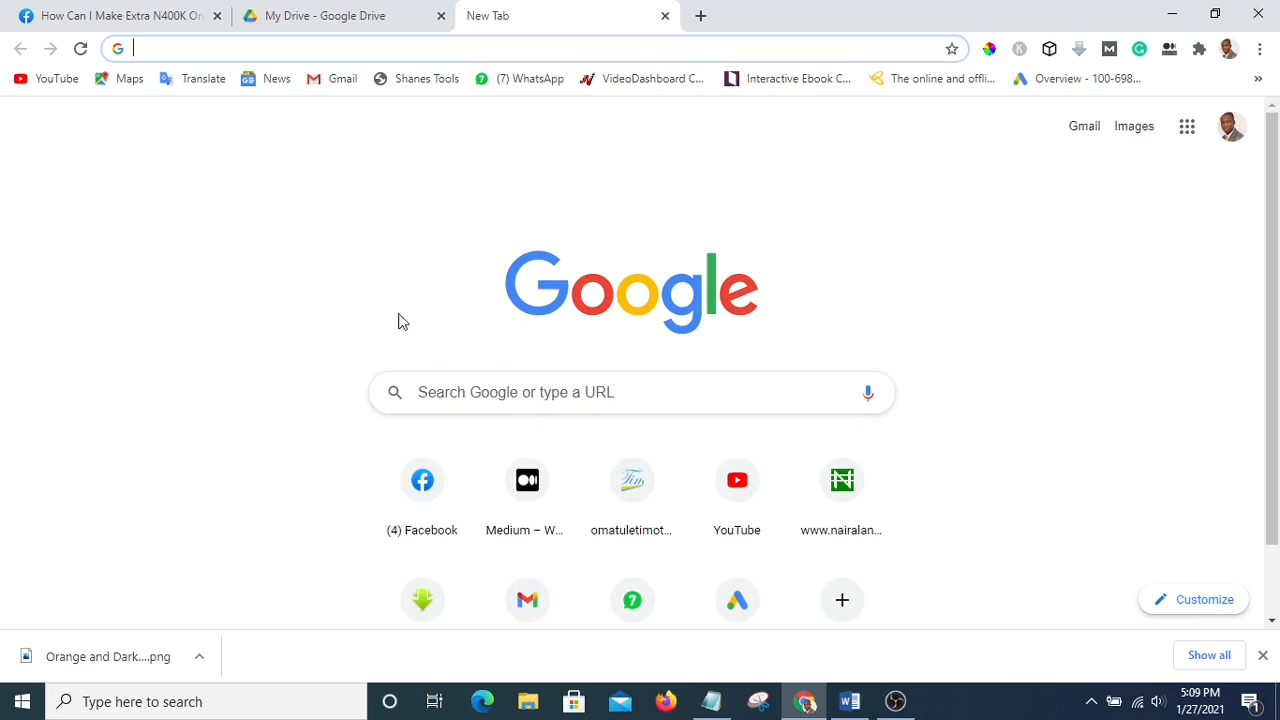 How Can I Make Extra N400K On
My Drive - Google Drive
New Tab
YouTube
Maps
Translate
News
Gmail
Shanes Tools
(7) WhatsApp
VideoDashboard C...
Interactive Ebook C...
The online and offli...
Overview - 100-698...
»
Gmail
Images
Google
Search Google or type a URL
(4) Facebook
Medium – W...
omatuletimot...
YouTube
www.nairalan...
Customize
Orange and Dark....png
Show all
Type here to search
5:09 PM
1/27/2021